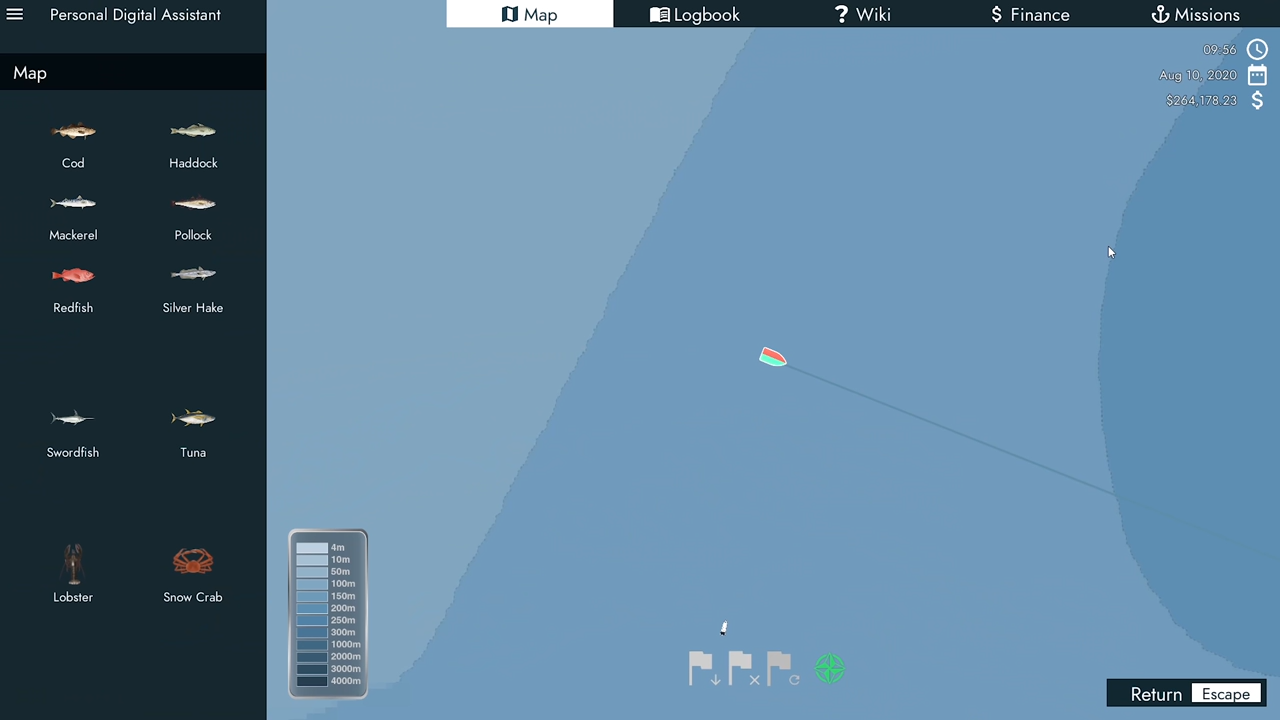 Personal Digital Assistant
Map
Logbook
? Wiki
$ Finance
Missions
09:56
Aug 10, 2020
$264,178.23
$
Map
Cod
Haddock
Mackerel
Pollock
Redfish
Silver Hake
Swordfish
Tuna
Lobster
Snow Crab
4m
10m
50m
100m
150m
200m
250m
300m
1000m
2000m
3000m
4000m
Return Escape